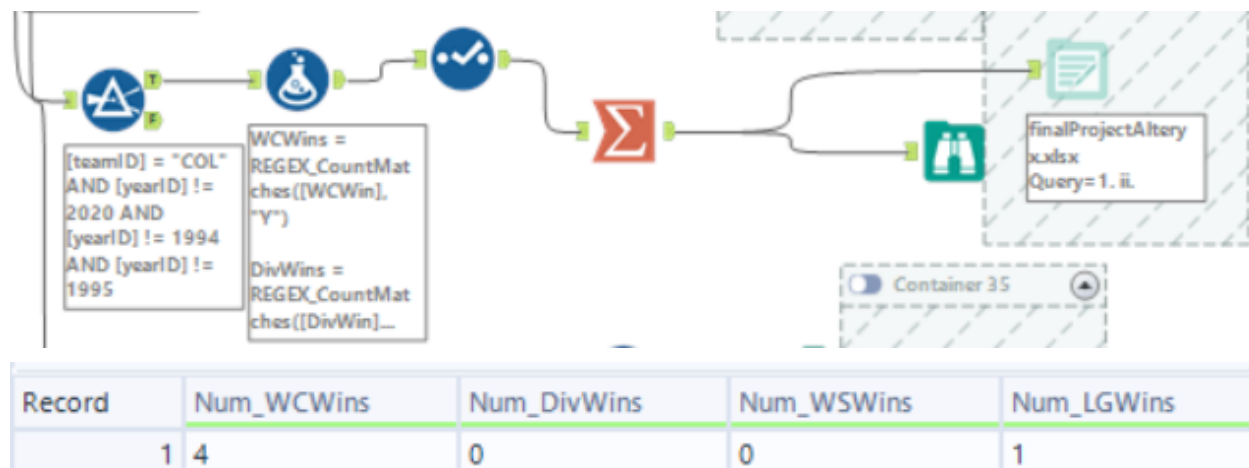 T
F
[teamID] = "COL"
AND [yearID] !=
2020 AND
[yearID] != 1994
AND [yearID] !=
1995
WCWins =
REGEX_CountMat
ches([WCWin],
"Y")
DivWins =
REGEX_CountMat
ches([DivWin]...
Σ
finalProjectAltery
x.xlsx
Query=1. ii.
Container 35
Record Num_WCWins Num_DivWins Num_WSWins Num_LGWins
1 4 0 0 1